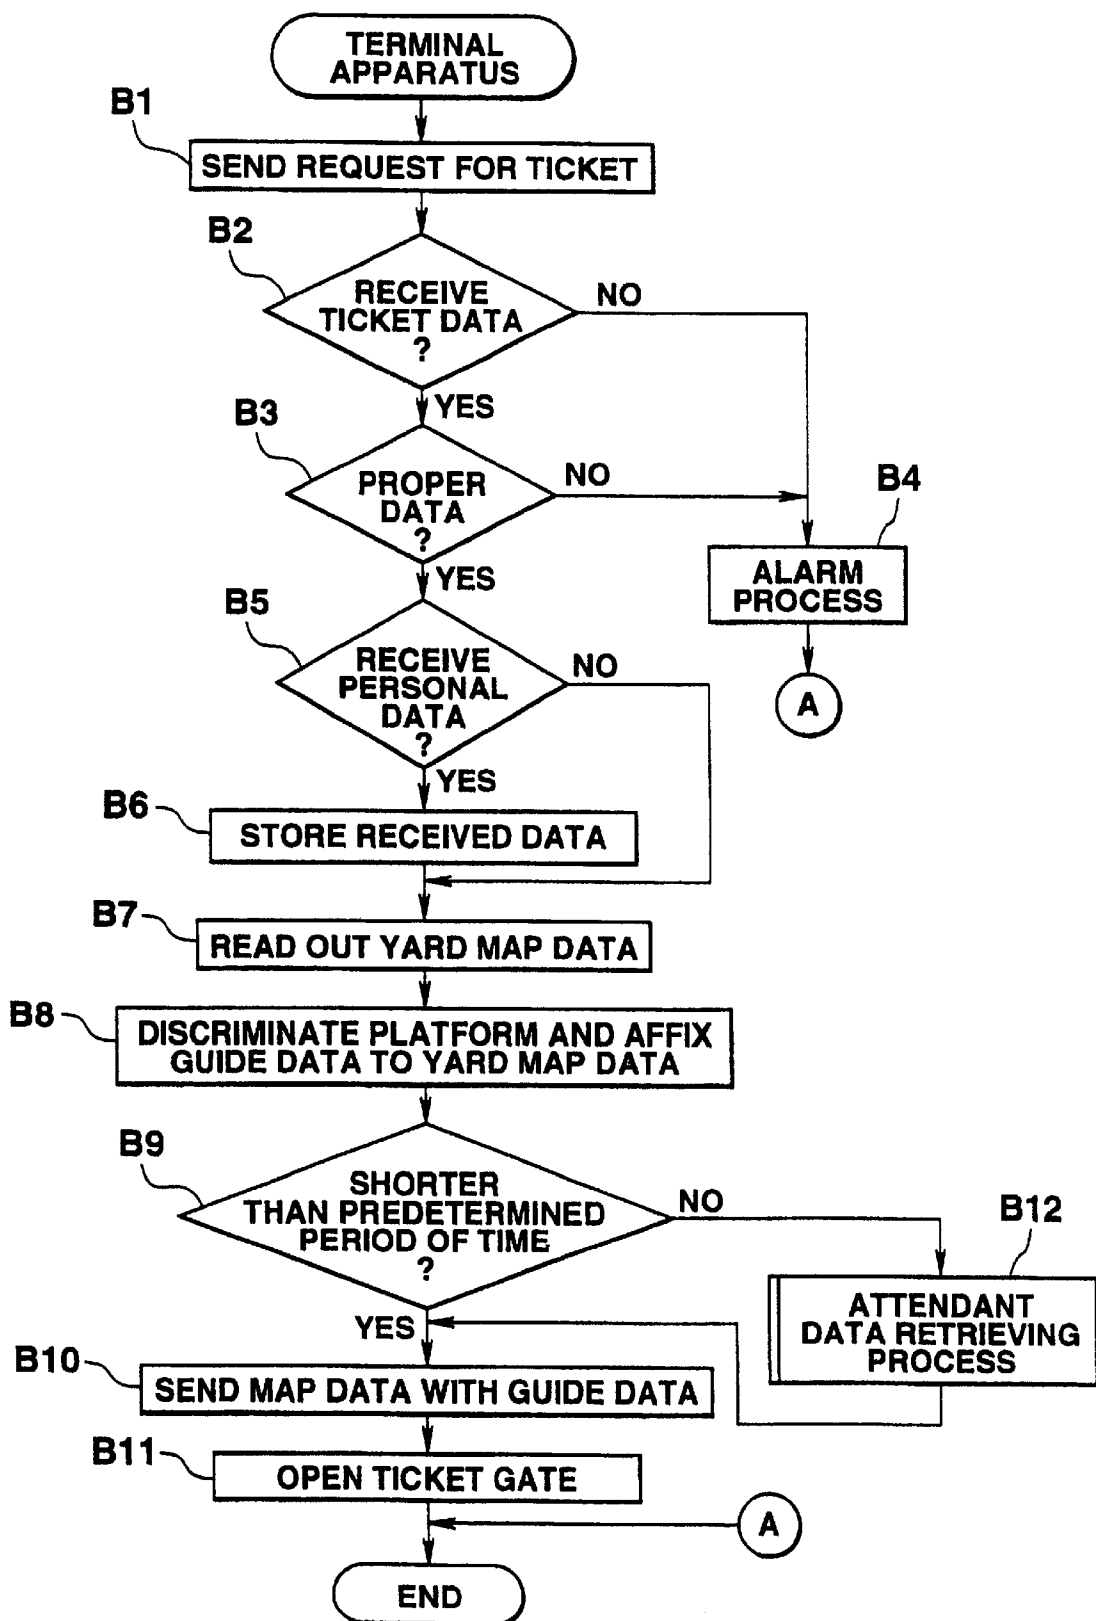 TERMINAL
APPARATUS
B1
SEND REQUEST FOR TICKET
B2
RECEIVE
TICKET DATA
?
NO
YES
B3
PROPER
DATA
?
NO
YES
B4
ALARM
PROCESS
A
B5
RECEIVE
PERSONAL
DATA
?
NO
YES
B6
STORE RECEIVED DATA
B7
READ OUT YARD MAP DATA
B8
DISCRIMINATE PLATFORM AND AFFIX
GUIDE DATA TO YARD MAP DATA
B9
SHORTER
THAN PREDETERMINED
PERIOD OF TIME
?
NO
YES
B12
ATTENDANT
DATA RETRIEVING
PROCESS
B10
SEND MAP DATA WITH GUIDE DATA
B11
OPEN TICKET GATE
A
END